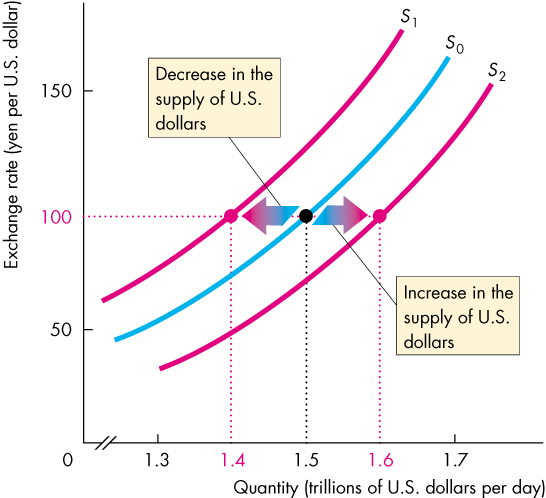 Exchange rate (yen per U.S. dollar)
S1
S0
S2
150
Decrease in the
supply of U.S.
dollars
100
Increase in the
supply of U.S.
dollars
50
0
1.3
1.4
1.5
1.6
1.7
Quantity (trillions of U.S. dollars per day)